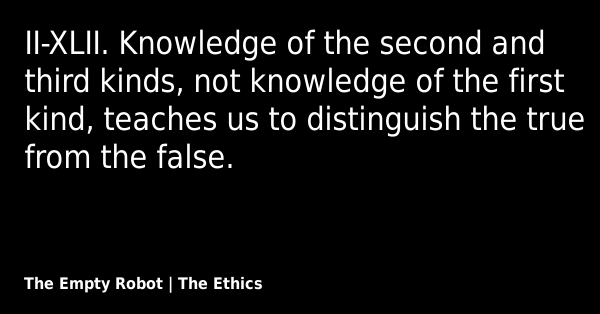 II-XLII. Knowledge of the second and
third kinds, not knowledge of the first
kind, teaches us to distinguish the true
from the false.
The Empty Robot | The Ethics